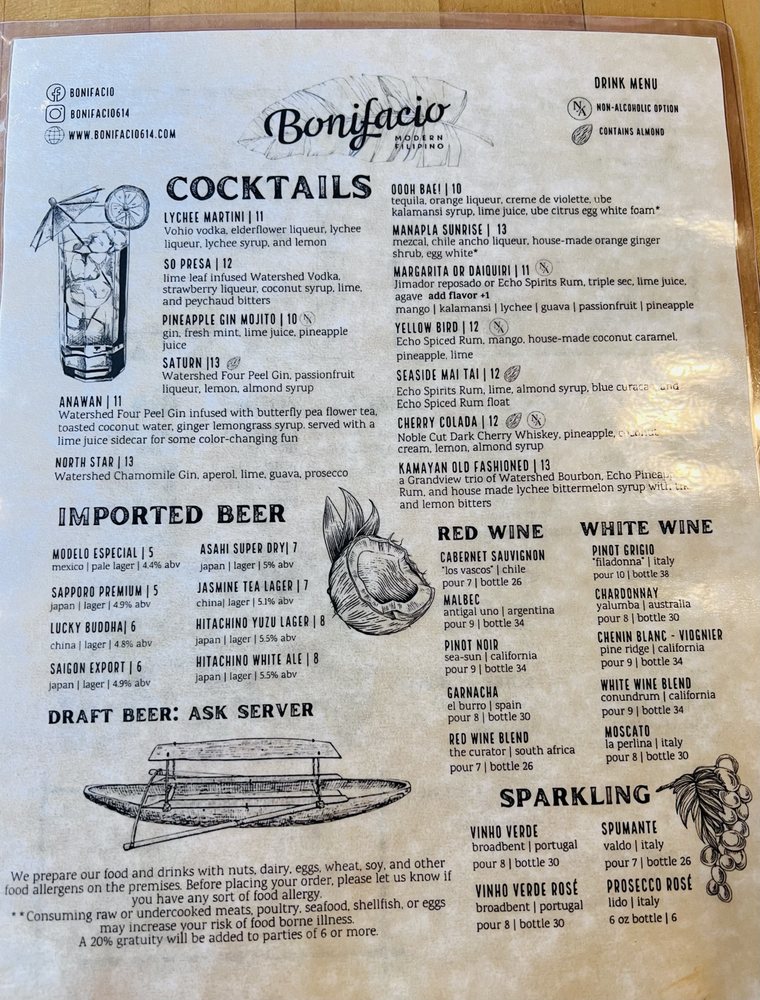 BONIFACIO
BONIFACIO614
WWW.BONIFACIO614.COM
Bonifacio
MODERN
FILIPINO
DRINK MENU
NX NON-ALCOHOLIC OPTION
CONTAINS ALMOND
COCKTAILS
LYCHEE MARTINI | 11
Vohio vodka, elderflower liqueur, lychee
liqueur, lychee syrup, and lemon
SO PRESA | 12
lime leaf infused Watershed Vodka,
strawberry liqueur, coconut syrup, lime,
and peychaud bitters
PINEAPPLE GIN MOJITO | 10 NX
gin, fresh mint, lime juice, pineapple
juice
SATURN |13
Watershed Four Peel Gin, passionfruit
liqueur, lemon, almond syrup
ANAWAN | 11
Watershed Four Peel Gin infused with butterfly pea flower tea,
toasted coconut water, ginger lemongrass syrup. served with a
lime juice sidecar for some color-changing fun
NORTH STAR | 13
Watershed Chamomile Gin, aperol, lime, guava, prosecco
OOOH BAE! | 10
tequila, orange liqueur, creme de violette, ube
kalamansi syrup, lime juice, ube citrus egg white foam*
MANAPLA SUNRISE | 13
mezcal, chile ancho liqueur, house-made orange ginger
shrub, egg white*
MARGARITA OR DAIQUIRI | 11 NX
Jimador reposado or Echo Spirits Rum, triple sec, lime juice,
agave add flavor +1
mango | kalamansi | lychee | guava | passionfruit | pineapple
YELLOW BIRD | 12 NX
Echo Spiced Rum, mango, house-made coconut caramel,
pineapple, lime
SEASIDE MAI TAI | 12
Echo Spirits Rum, lime, almond syrup, blue curaca and
Echo Spiced Rum float
CHERRY COLADA | 12 NX
Noble Cut Dark Cherry Whiskey, pineapple, coconut
cream, lemon, almond syrup
KAMAYAN OLD FASHIONED | 13
a Grandview trio of Watershed Bourbon, Echo Pineap
Rum, and house made lychee bittermelon syrup with
and lemon bitters
IMPORTED BEER
MODELO ESPECIAL | 5
mexico | pale lager | 4.4% abv
SAPPORO PREMIUM | 5
japan | lager | 4.9% abv
LUCKY BUDDHA| 6
china | lager | 4.8% abv
SAIGON EXPORT | 6
japan | lager | 4.9% abv
ASAHI SUPER DRY| 7
japan | lager | 5% abv
JASMINE TEA LAGER | 7
china| lager | 5.1% abv
HITACHINO YUZU LAGER | 8
japan | lager | 5.5% abv
HITACHINO WHITE ALE | 8
japan | lager | 5.5% abv
DRAFT BEER: ASK SERVER
RED WINE
CABERNET SAUVIGNON
"los vascos" | chile
pour 7 | bottle 26
MALBEC
antigal uno | argentina
pour 9 | bottle 34
PINOT NOIR
sea-sun | california
pour 9 | bottle 34
GARNACHA
el burro | spain
pour 8 | bottle 30
RED WINE BLEND
the curator | south africa
pour 7 | bottle 26
WHITE WINE
PINOT GRIGIO
"filadonna" | italy
pour 10 | bottle 38
CHARDONNAY
yalumba | australia
pour 8 | bottle 30
CHENIN BLANC - VIOGNIER
pine ridge | california
pour 9 | bottle 34
WHITE WINE BLEND
conundrum | california
pour 9 | bottle 34
MOSCATO
la perlina | italy
pour 8 | bottle 30
SPARKLING
VINHO VERDE
broadbent | portugal
pour 8 | bottle 30
VINHO VERDE ROSÉ
broadbent | portugal
pour 8 | bottle 30
SPUMANTE
valdo | italy
pour 7 | bottle 26
PROSECCO ROSÉ
lido | italy
6 oz bottle | 6
We prepare our food and drinks with nuts, dairy, eggs, wheat, soy, and other
food allergens on the premises. Before placing your order, please let us know if
you have any sort of food allergy.
**Consuming raw or undercooked meats, poultry, seafood, shellfish, or eggs
may increase your risk of food borne illness.
A 20% gratuity will be added to parties of 6 or more.